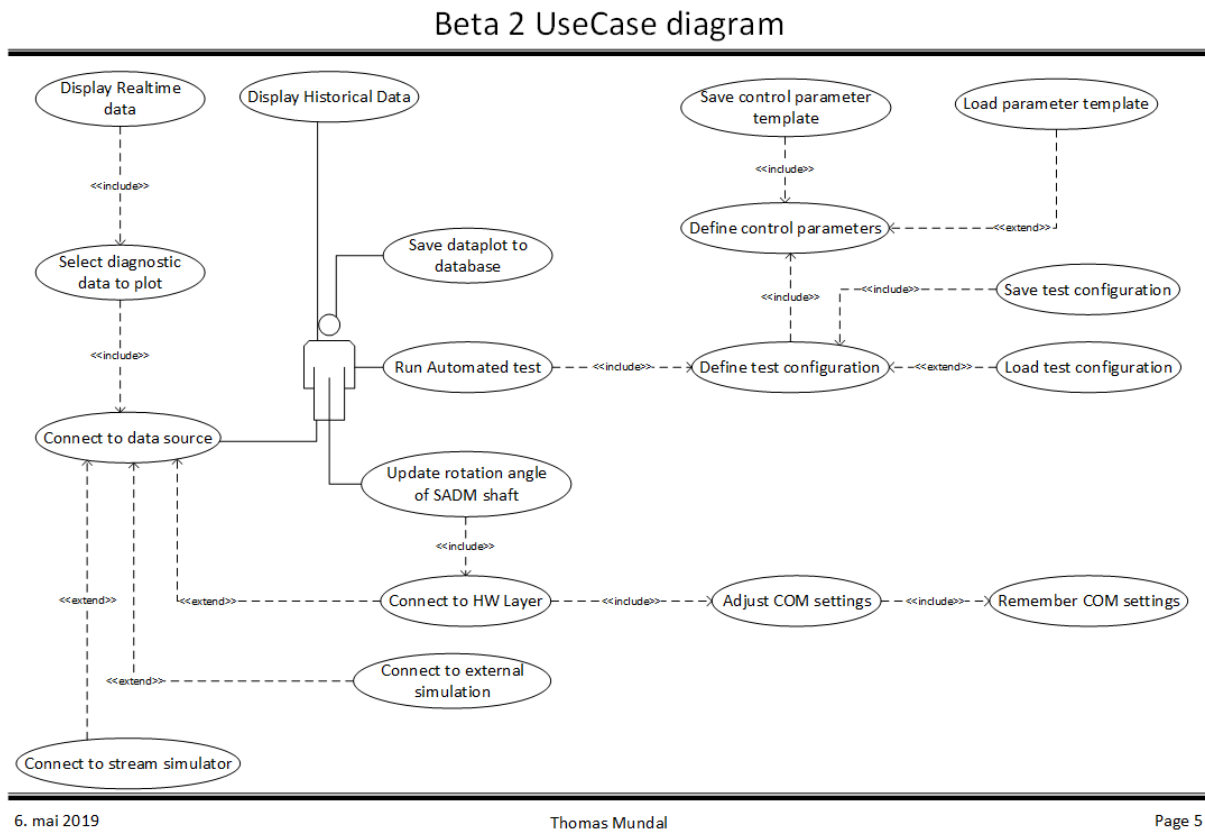 Beta 2 UseCase diagram
Display Realtime
data
Display Historical Data
Save control parameter
template
Load parameter template
<<include>>
<<include>>
Select diagnostic
data to plot
Save dataplot to
database
Define control parameters
<<extend>>
<<include>>
<<include>>
<<include>>
Save test configuration
Run Automated test
<<include>>
Define test configuration
<<extend>>
Load test configuration
Connect to data source
Update rotation angle
of SADM shaft
<<include>>
<<extend>>
<<extend>>
Connect to HW Layer
<<include>>
Adjust COM settings
<<include>>
Remember COM settings
<<extend>>
Connect to external
simulation
Connect to stream simulator
6. mai 2019
Thomas Mundal
Page 5